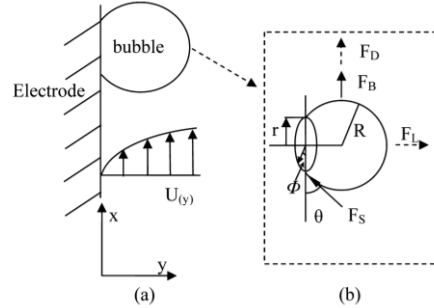 bubble
Electrode
U(y)
x
y
(a)
F_D
F_B
r
R
F_L
Φ
F_S
θ
(b)